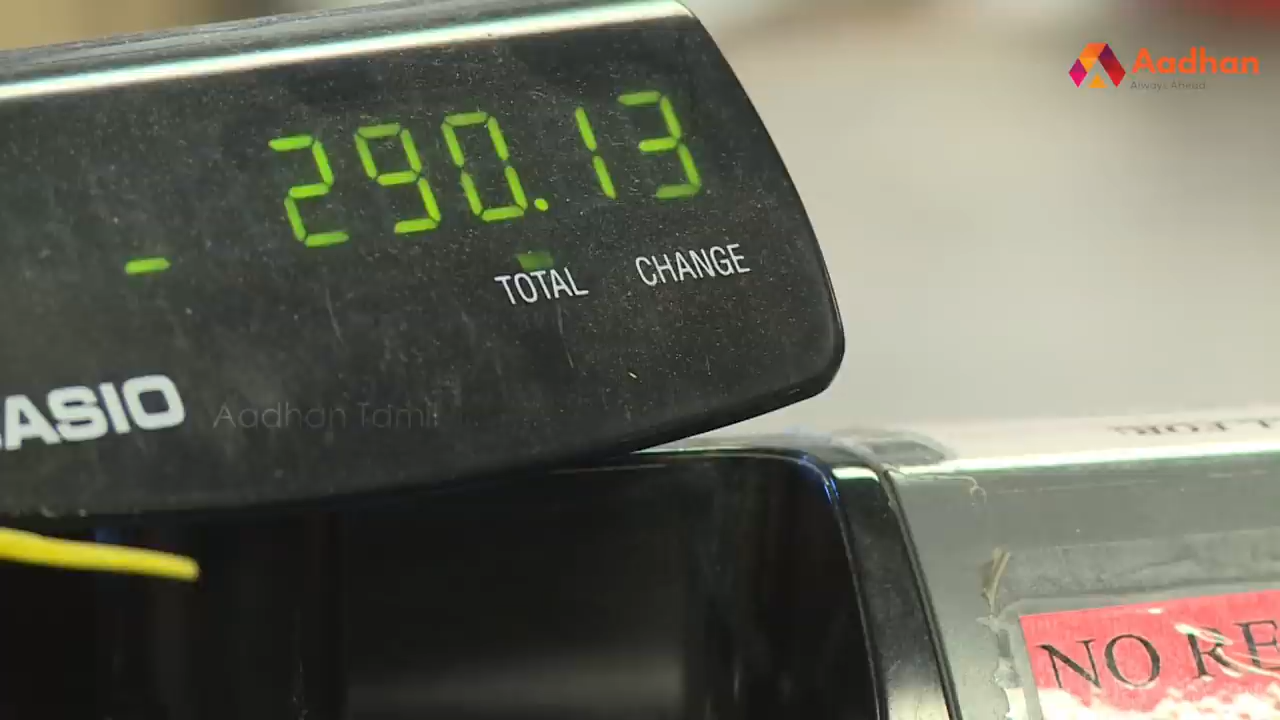 Aadhan
Always Ahead
290.13
TOTAL CHANGE
ASIO
Aadhan Tamil
NO RE